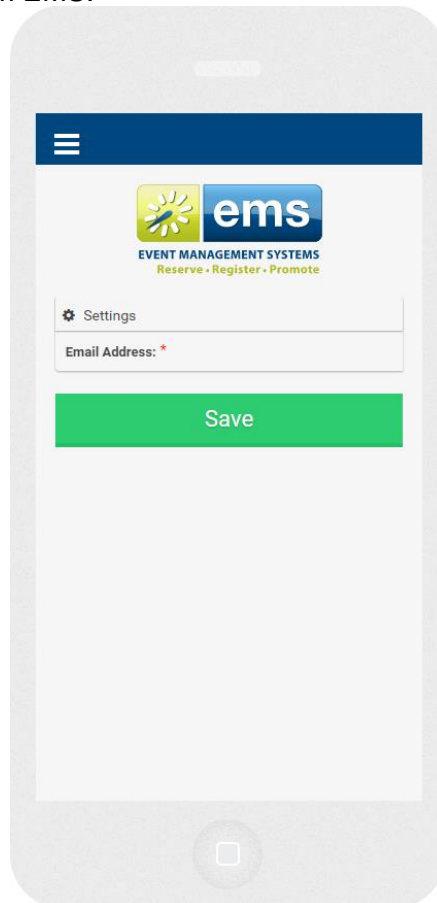 ems
EVENT MANAGEMENT SYSTEMS
Reserve • Register • Promote
Settings
Email Address: *
Save